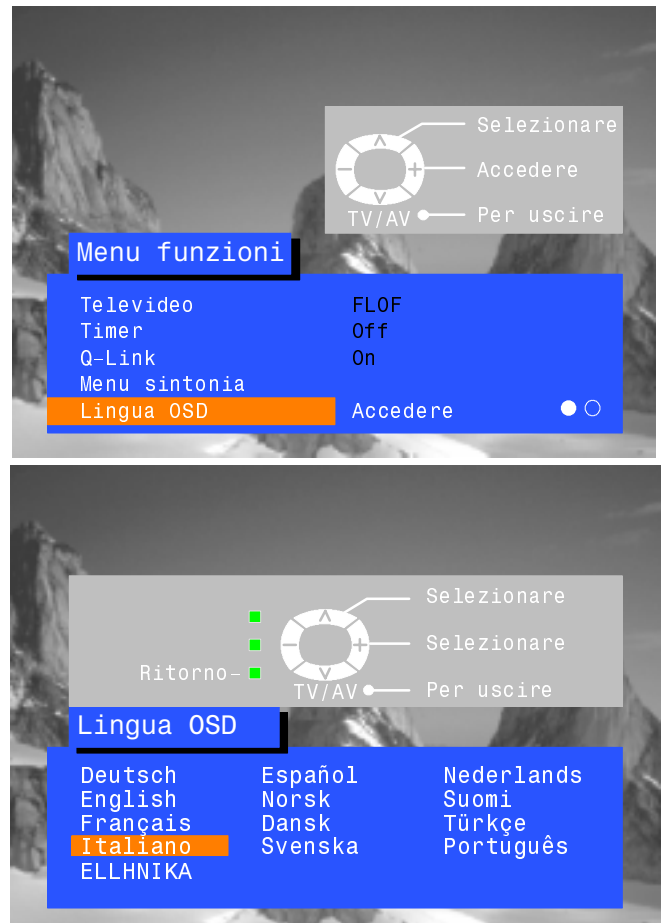 Selezionare
Accedere
TV/AV Per uscire
Menu funzioni
Televideo FLOF
Timer Off
Q-Link On
Menu sintonia
Lingua OSD Accedere
Selezionare
Selezionare
Ritorno-
TV/AV Per uscire
Lingua OSD
Deutsch Español Nederlands
English Norsk Suomi
Français Dansk Türkçe
Italiano Svenska Português
ELLHNIKA